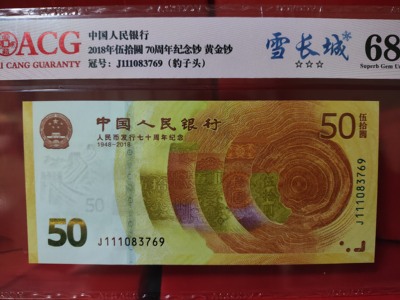 ACG
I CANG GUARANTY
中国人民银行
2018年伍拾圆 70周年纪念钞 黄金钞
冠号：J111083769（豹子头）
雪长城*
☆☆☆
68
Superb Gem Un
中国人民银行
人民币发行七十周年纪念
1948-2018
50
伍拾圆
J111083769
50
50
J111083769